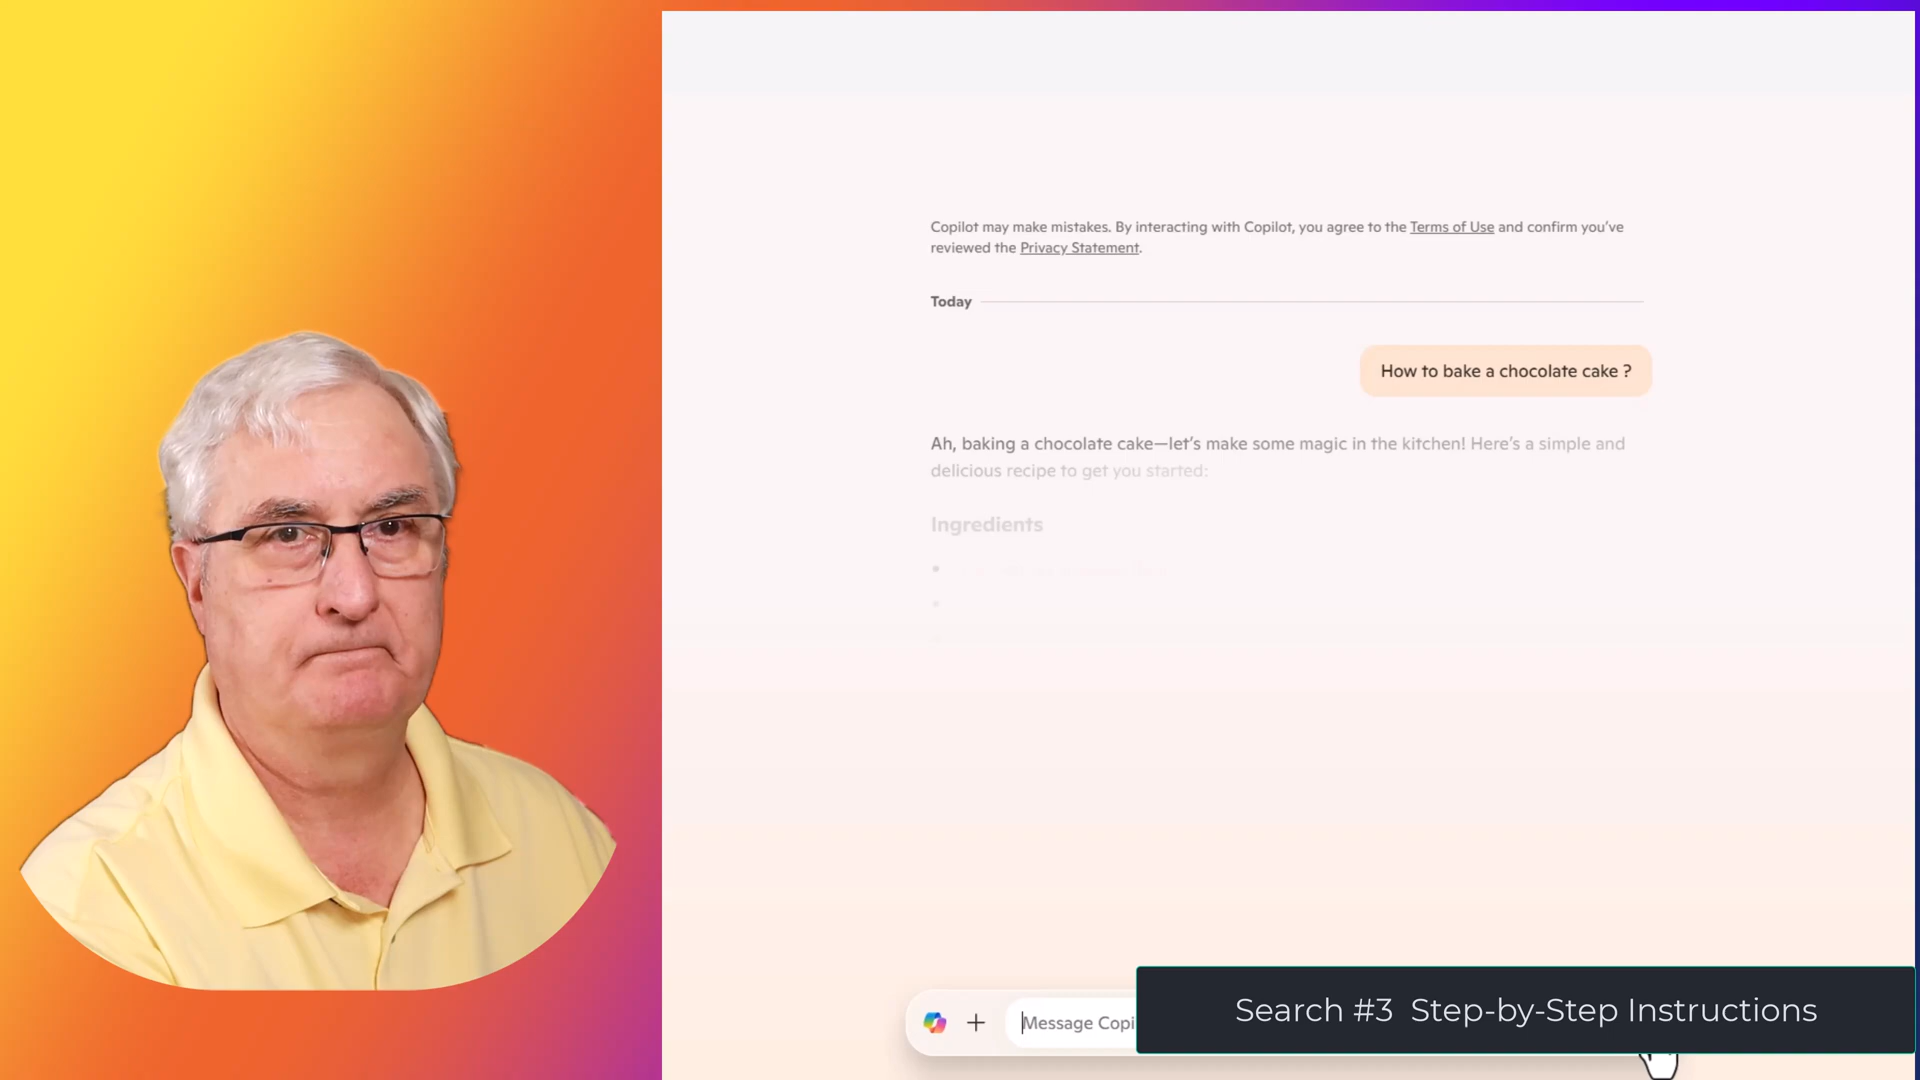 Copilot may make mistakes. By interacting with Copilot, you agree to the Terms of Use and confirm you've
reviewed the Privacy Statement.
Today
How to bake a chocolate cake ?
Ah, baking a chocolate cake—let's make some magic in the kitchen! Here's a simple and
delicious recipe to get you started:
Ingredients
Message Copi
Search #3 Step-by-Step Instructions